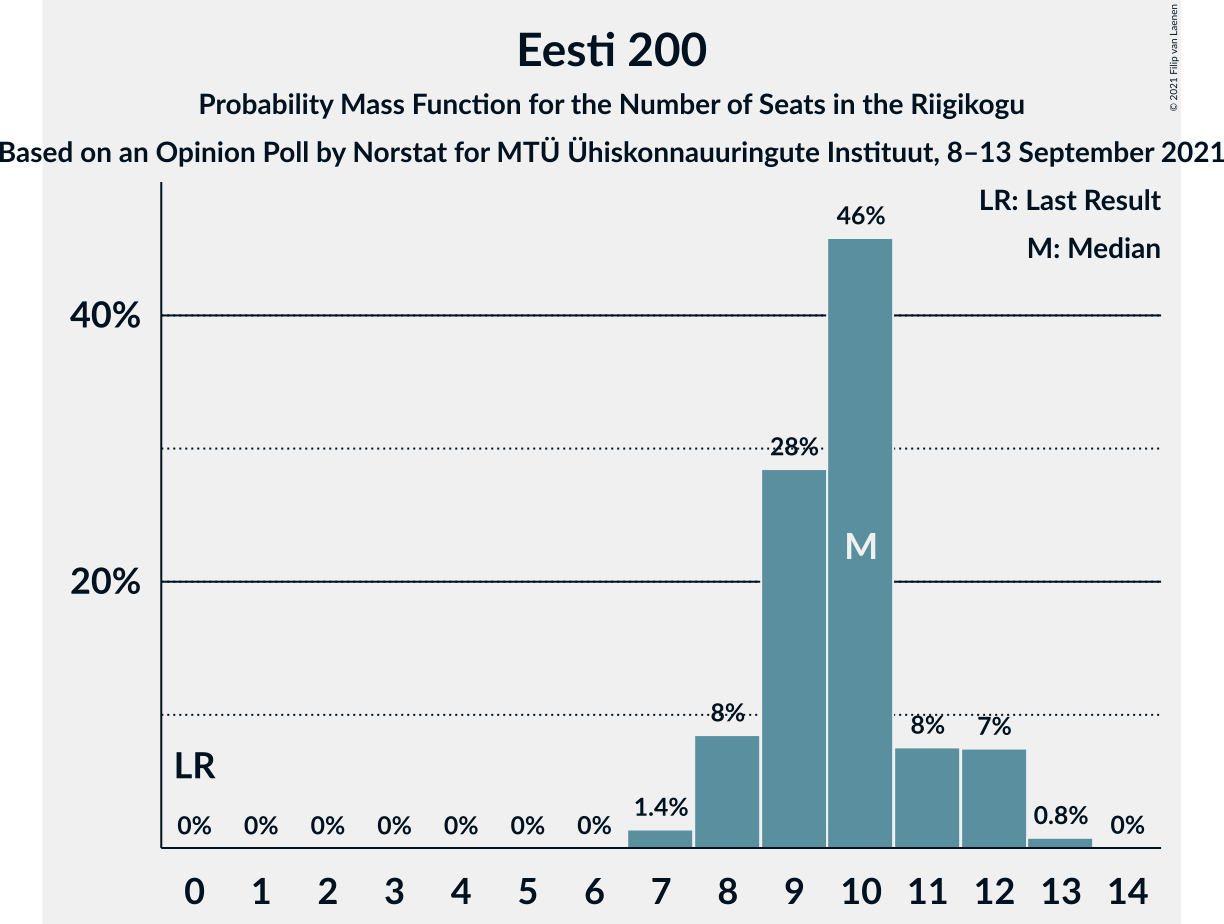 Eesti 200
Probability Mass Function for the Number of Seats in the Riigikogu
Based on an Opinion Poll by Norstat for MTÜ Ühiskonnauuringute Instituut, 8–13 September 2021
© 2021 Filip van Laenen
LR: Last Result
M: Median
46%
40%
28%
M
20%
8%
8%
7%
LR
1.4%
0.8%
0% 0% 0% 0% 0% 0% 0% 0%
0 1 2 3 4 5 6 7 8 9 10 11 12 13 14